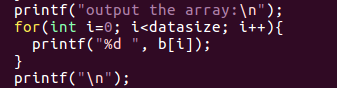 printf("output the array:\n");
for(int i=0; i<datasize; i++){
  printf("%d ", b[i]);
}
printf("\n");